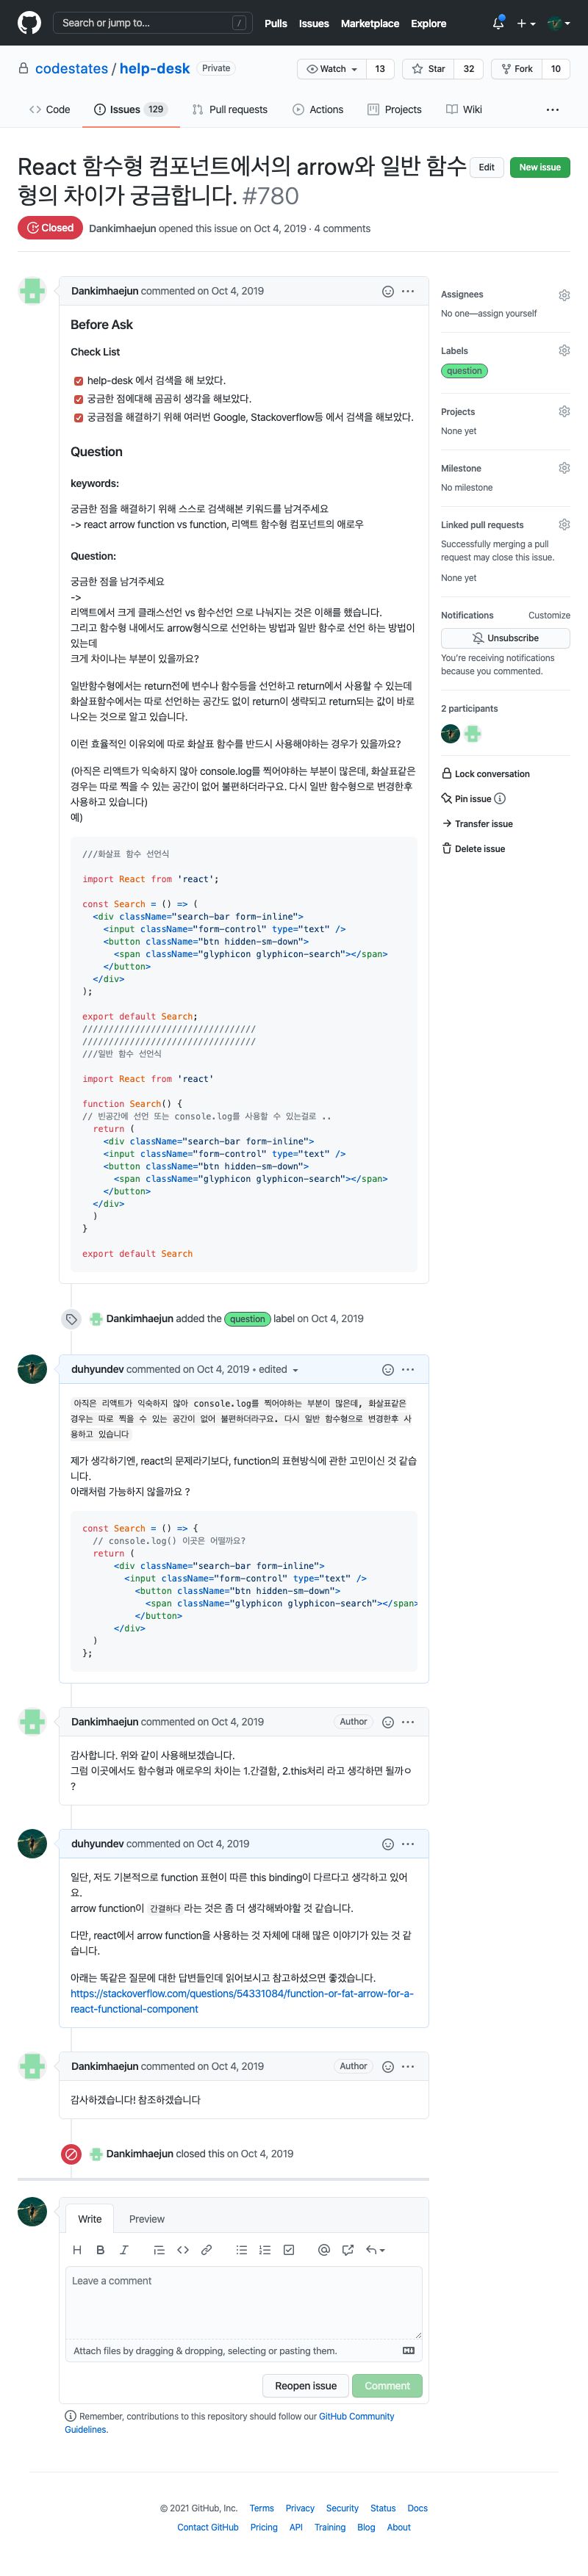 Search or jump to... /
Pulls Issues Marketplace Explore
codestates / help-desk Private
Watch 13 Star 32 Fork 10
Code Issues 129 Pull requests Actions Projects Wiki ...
React 함수형 컴포넌트에서의 arrow와 일반 함수
형의 차이가 궁금합니다. #780
Edit New issue
Closed Dankimhaejun opened this issue on Oct 4, 2019 · 4 comments
Dankimhaejun commented on Oct 4, 2019
Before Ask
Check List
help-desk 에서 검색을 해 보았다.
궁금한 점에대해 곰곰히 생각을 해보았다.
궁금점을 해결하기 위해 여러번 Google, Stackoverflow등 에서 검색을 해보았다.
Question
keywords:
궁금한 점을 해결하기 위해 스스로 검색해본 키워드를 남겨주세요
-> react arrow function vs function, 리액트 함수형 컴포넌트의 애로우
Question:
궁금한 점을 남겨주세요
->
리액트에서 크게 클래스선언 vs 함수선언 으로 나눠지는 것은 이해를 했습니다.
그리고 함수형 내에서도 arrow형식으로 선언하는 방법과 일반 함수로 선언 하는 방법이
있는데
크게 차이나는 부분이 있을까요?
일반함수형에서는 return전에 변수나 함수등을 선언하고 return에서 사용할 수 있는데
화살표함수에서는 따로 선언하는 공간도 없이 return이 생략되고 return되는 값이 바로
나오는 것으로 알고 있습니다.
이런 효율적인 이유외에 따로 화살표 함수를 반드시 사용해야하는 경우가 있을까요?
(아직은 리액트가 익숙하지 않아 console.log를 찍어야하는 부분이 많은데, 화살표같은
경우는 따로 찍을 수 있는 공간이 없어 불편하더라구요. 다시 일반 함수형으로 변경한후
사용하고 있습니다)
예)
///화살표 함수 선언식
import React from 'react';
const Search = () => (
<div className="search-bar form-inline">
<input className="form-control" type="text" />
<button className="btn hidden-sm-down">
<span className="glyphicon glyphicon-search"></span>
</button>
</div>
);
export default Search;
/////////////////////////////////
/////////////////////////////////
///일반 함수 선언식
import React from 'react'
function Search() {
// 빈공간에 선언 또는 console.log를 사용할 수 있는걸로 ..
return (
<div className="search-bar form-inline">
<input className="form-control" type="text" />
<button className="btn hidden-sm-down">
<span className="glyphicon glyphicon-search"></span>
</button>
</div>
)
}
export default Search
Assignees
No one—assign yourself
Labels
question
Projects
None yet
Milestone
No milestone
Linked pull requests
Successfully merging a pull
request may close this issue.
None yet
Notifications Customize
Unsubscribe
You're receiving notifications
because you commented.
2 participants
Lock conversation
Pin issue
Transfer issue
Delete issue
Dankimhaejun added the question label on Oct 4, 2019
duhyundev commented on Oct 4, 2019 • edited
아직은 리액트가 익숙하지 않아 console.log를 찍어야하는 부분이 많은데, 화살표같은
경우는 따로 찍을 수 있는 공간이 없어 불편하더라구요. 다시 일반 함수형으로 변경한후 사
용하고 있습니다
제가 생각하기엔, react의 문제라기보다, function의 표현방식에 관한 고민이신 것 같습
니다.
아래처럼 가능하지 않을까요 ?
const Search = () => {
// console.log() 이곳은 어떨까요?
return (
<div className="search-bar form-inline">
<input className="form-control" type="text" />
<button className="btn hidden-sm-down">
<span className="glyphicon glyphicon-search"></span>
</button>
</div>
)
};
Dankimhaejun commented on Oct 4, 2019 Author
감사합니다. 위와 같이 사용해보겠습니다.
그럼 이곳에서도 함수형과 애로우의 차이는 1.간결함, 2.this처리 라고 생각하면 될까ㅇ
?
duhyundev commented on Oct 4, 2019
일단, 저도 기본적으로 function 표현이 따른 this binding이 다르다고 생각하고 있어
요.
arrow function이 간결하다 라는 것은 좀 더 생각해봐야할 것 같습니다.
다만, react에서 arrow function을 사용하는 것 자체에 대해 많은 이야기가 있는 것 같
습니다.
아래는 똑같은 질문에 대한 답변들인데 읽어보시고 참고하셨으면 좋겠습니다.
https://stackoverflow.com/questions/54331084/function-or-fat-arrow-for-a-
react-functional-component
Dankimhaejun commented on Oct 4, 2019 Author
감사하겠습니다! 참조하겠습니다
Dankimhaejun closed this on Oct 4, 2019
Write Preview
Leave a comment
Attach files by dragging & dropping, selecting or pasting them.
Reopen issue Comment
Remember, contributions to this repository should follow our GitHub Community
Guidelines.
© 2021 GitHub, Inc. Terms Privacy Security Status Docs
Contact GitHub Pricing API Training Blog About